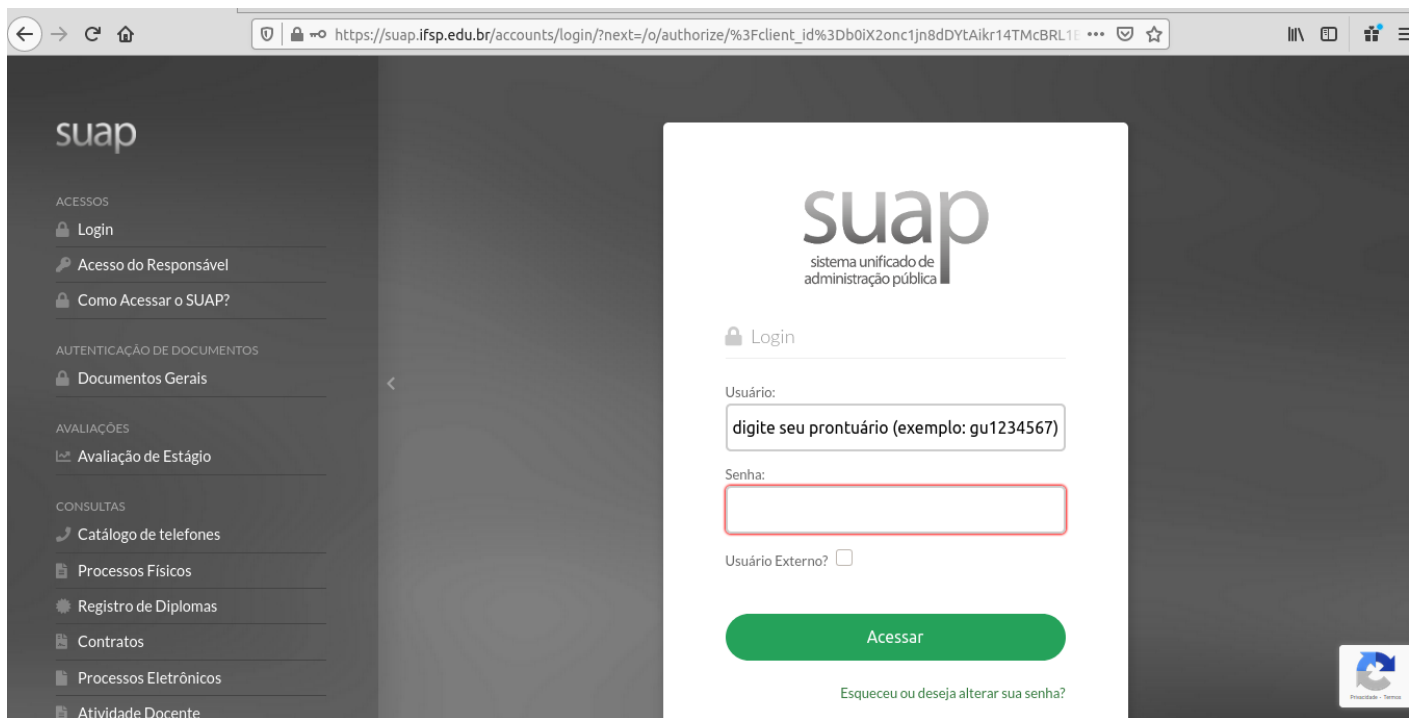 https://suap.ifsp.edu.br/accounts/login/?next=/o/authorize/%3Fclient_id%3Db0iX2onc1jn8dDYtAikr14TMcBRL1E
suap
ACESSOS
Login
Acesso do Responsável
Como Acessar o SUAP?
AUTENTICAÇÃO DE DOCUMENTOS
Documentos Gerais
AVALIAÇÕES
Avaliação de Estágio
CONSULTAS
Catálogo de telefones
Processos Físicos
Registro de Diplomas
Contratos
Processos Eletrônicos
Atividade Docente
suap
sistema unificado de
administração pública
Login
Usuário:
digite seu prontuário (exemplo: gu1234567)
Senha:
Usuário Externo?
Acessar
Esqueceu ou deseja alterar sua senha?
Privacidade - Termos